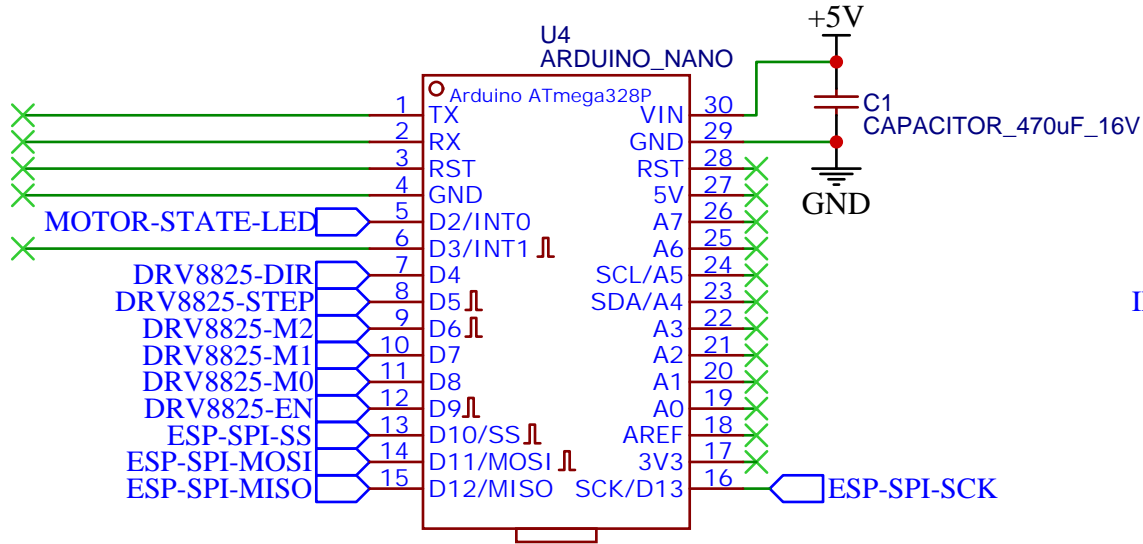 +5V
U4
ARDUINO_NANO
Arduino ATmega328P
1 TX VIN 30
C1
CAPACITOR_470uF_16V
2 RX GND 29
3 RST RST 28
4 GND 5V 27
GND
MOTOR-STATE-LED 5 D2/INT0 A7 26
6 D3/INT1 A6 25
DRV8825-DIR 7 D4 SCL/A5 24
DRV8825-STEP 8 D5 SDA/A4 23
DRV8825-M2 9 D6 A3 22
DRV8825-M1 10 D7 A2 21
DRV8825-M0 11 D8 A1 20
DRV8825-EN 12 D9 A0 19
ESP-SPI-SS 13 D10/SS AREF 18
ESP-SPI-MOSI 14 D11/MOSI 3V3 17
ESP-SPI-MISO 15 D12/MISO SCK/D13 16 ESP-SPI-SCK